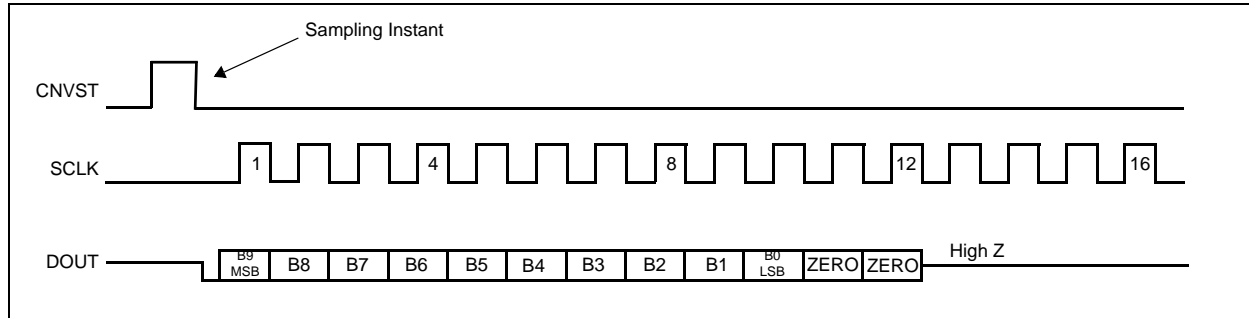 Sampling Instant
CNVST
SCLK
1
4
8
12
16
DOUT
B9
MSB
B8
B7
B6
B5
B4
B3
B2
B1
B0
LSB
ZERO
ZERO
High Z